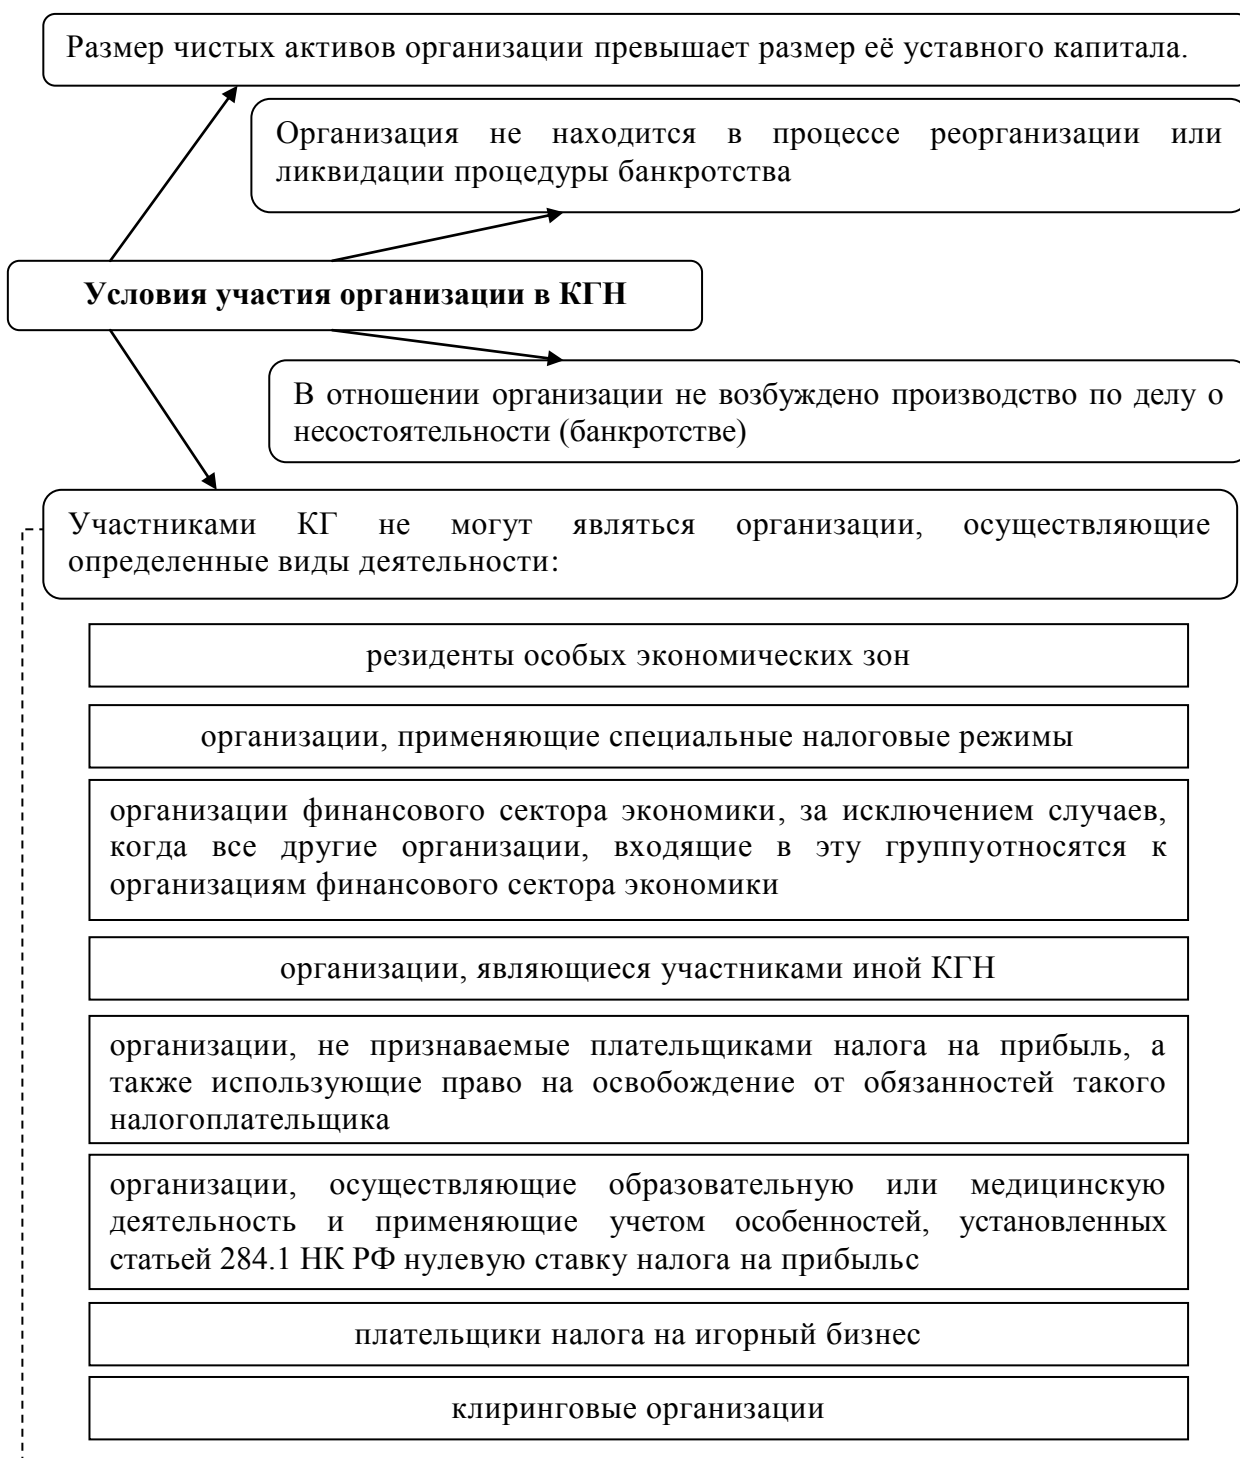 Размер чистых активов организации превышает размер её уставного капитала.
Организация не находится в процессе реорганизации или
ликвидации процедуры банкротства
Условия участия организации в КГН
В отношении организации не возбуждено производство по делу о
несостоятельности (банкротстве)
Участниками КГ не могут являться организации, осуществляющие
определенные виды деятельности:
резиденты особых экономических зон
организации, применяющие специальные налоговые режимы
организации финансового сектора экономики, за исключением случаев,
когда все другие организации, входящие в эту группуотносятся к
организациям финансового сектора экономики
организации, являющиеся участниками иной КГН
организации, не признаваемые плательщиками налога на прибыль, а
также использующие право на освобождение от обязанностей такого
налогоплательщика
организации, осуществляющие образовательную или медицинскую
деятельность и применяющие учетом особенностей, установленных
статьей 284.1 НК РФ нулевую ставку налога на прибыльс
плательщики налога на игорный бизнес
клиринговые организации